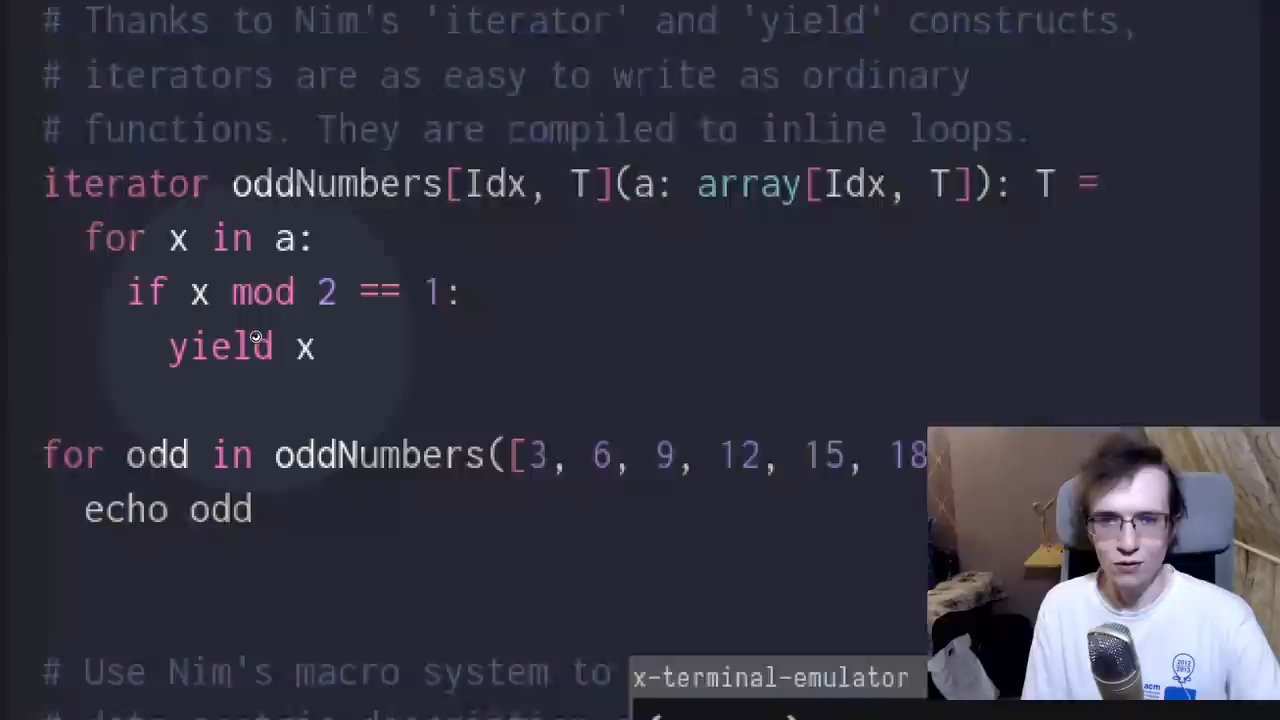 # Thanks to Nim's 'iterator' and 'yield' constructs,
# iterators are as easy to write as ordinary
# functions. They are compiled to inline loops.
iterator oddNumbers[Idx, T](a: array[Idx, T]): T =
for x in a:
if x mod 2 == 1:
yield x
for odd in oddNumbers([3, 6, 9, 12, 15, 18
echo odd
# Use Nim's macro system to
x-terminal-emulator
2012
acm